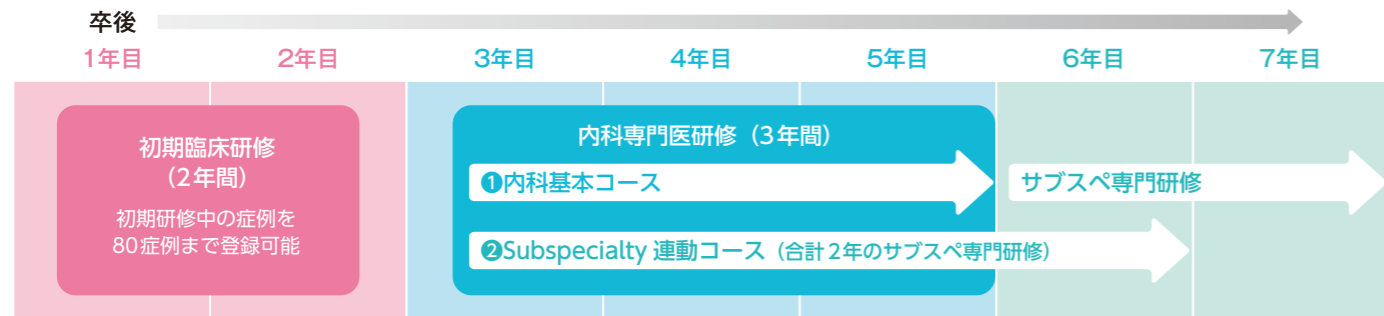 卒後
1年目 2年目 3年目 4年目 5年目 6年目 7年目
初期臨床研修
（2年間）
初期研修中の症例を
80症例まで登録可能
内科専門医研修（3年間）
❶内科基本コース
サブスペ専門研修
❷Subspecialty 連動コース（合計2年のサブスペ専門研修）